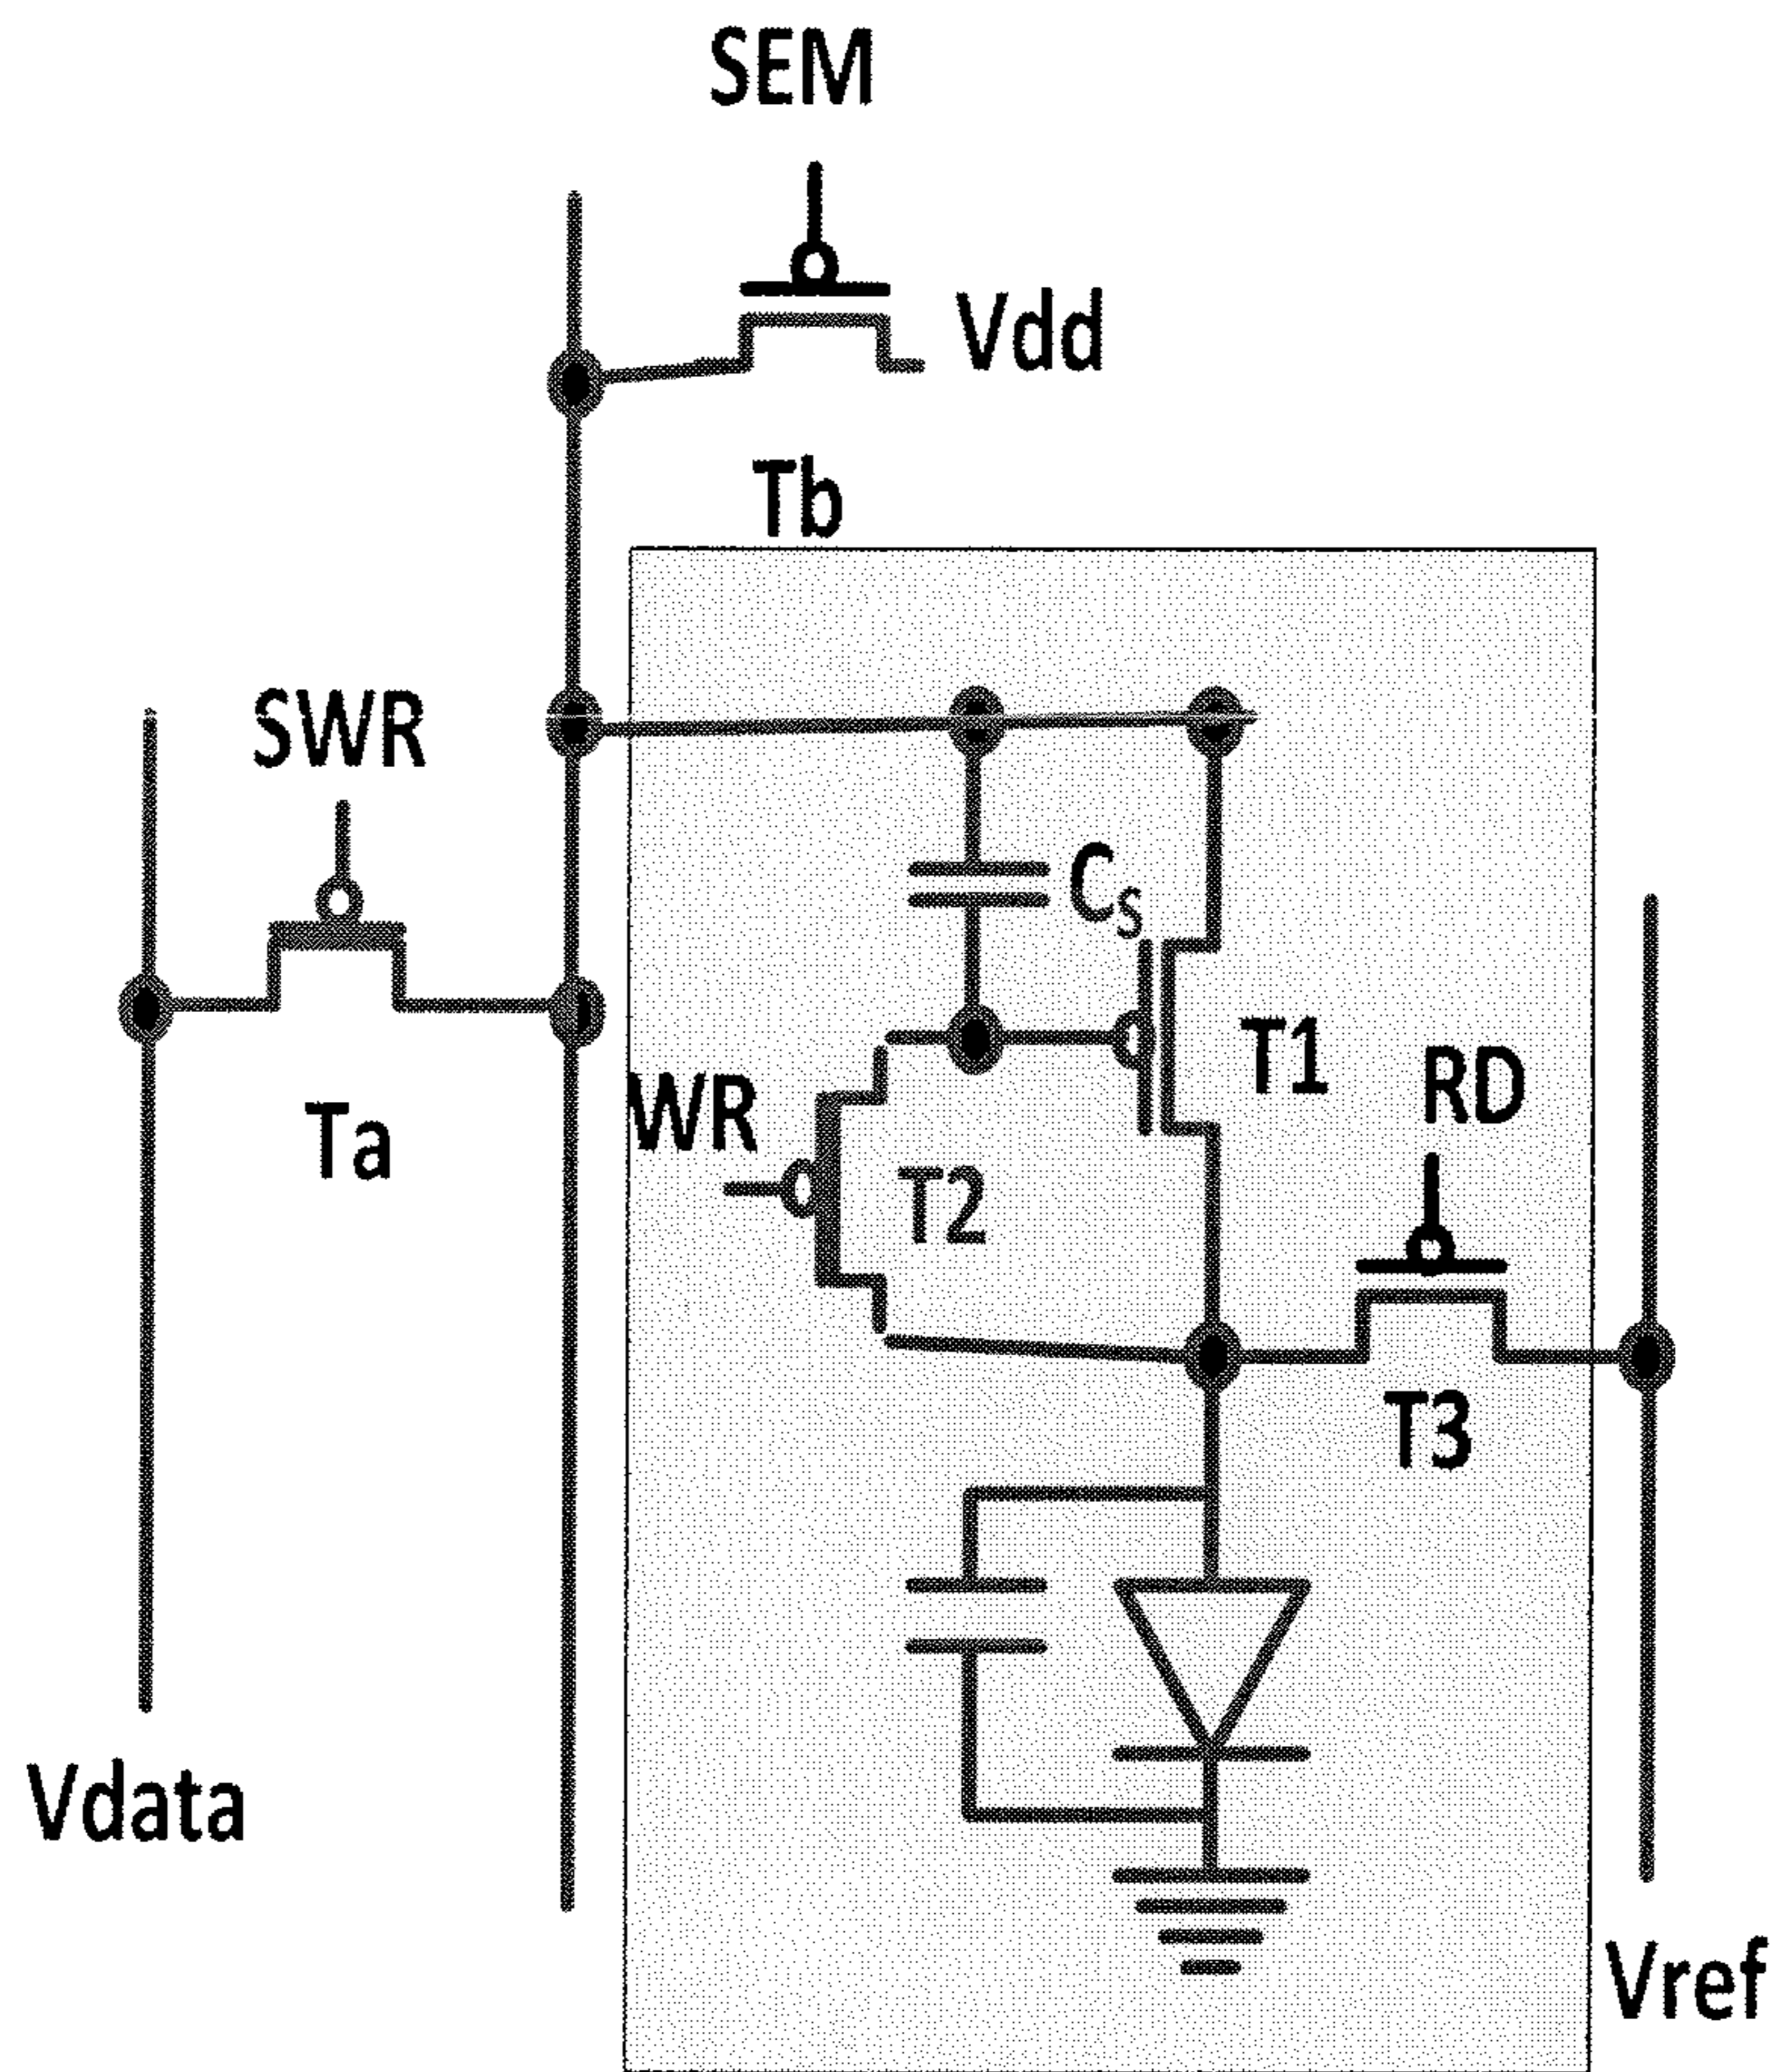 SEM
Vdd
Tb
SWR
CS
T1
RD
WR
Ta
T2
T3
Vdata
Vref